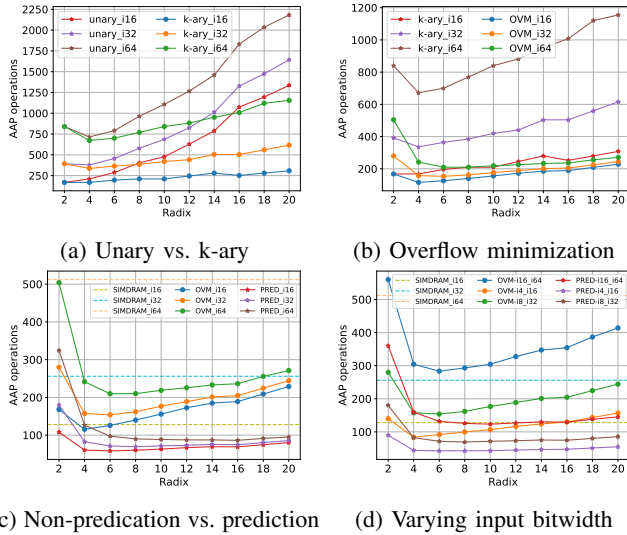 2250
2000
1750
1500
1250
1000
750
500
250
AAP operations
unary_i16
unary_i32
unary_i64
k-ary_i16
k-ary_i32
k-ary_i64
2 4 6 8 10 12 14 16 18 20
Radix
(a) Unary vs. k-ary
1200
1000
800
600
400
200
AAP operations
k-ary_i16
k-ary_i32
k-ary_i64
OVM_i16
OVM_i32
OVM_i64
2 4 6 8 10 12 14 16 18 20
Radix
(b) Overflow minimization
500
400
300
200
100
AAP operations
SIMDRAM_i16
SIMDRAM_i32
SIMDRAM_i64
OVM_i16
OVM_i32
OVM_i64
PRED_i16
PRED_i32
PRED_i64
2 4 6 8 10 12 14 16 18 20
Radix
c) Non-predication vs. prediction
500
400
300
200
100
AAP operations
SIMDRAM_i16
SIMDRAM_i32
SIMDRAM_i64
OVM-i16_i64
OVM-i4_i16
OVM-i8_i32
PRED-i16_i64
PRED-i4_i16
PRED-i8_i32
2 4 6 8 10 12 14 16 18 20
Radix
(d) Varying input bitwidth